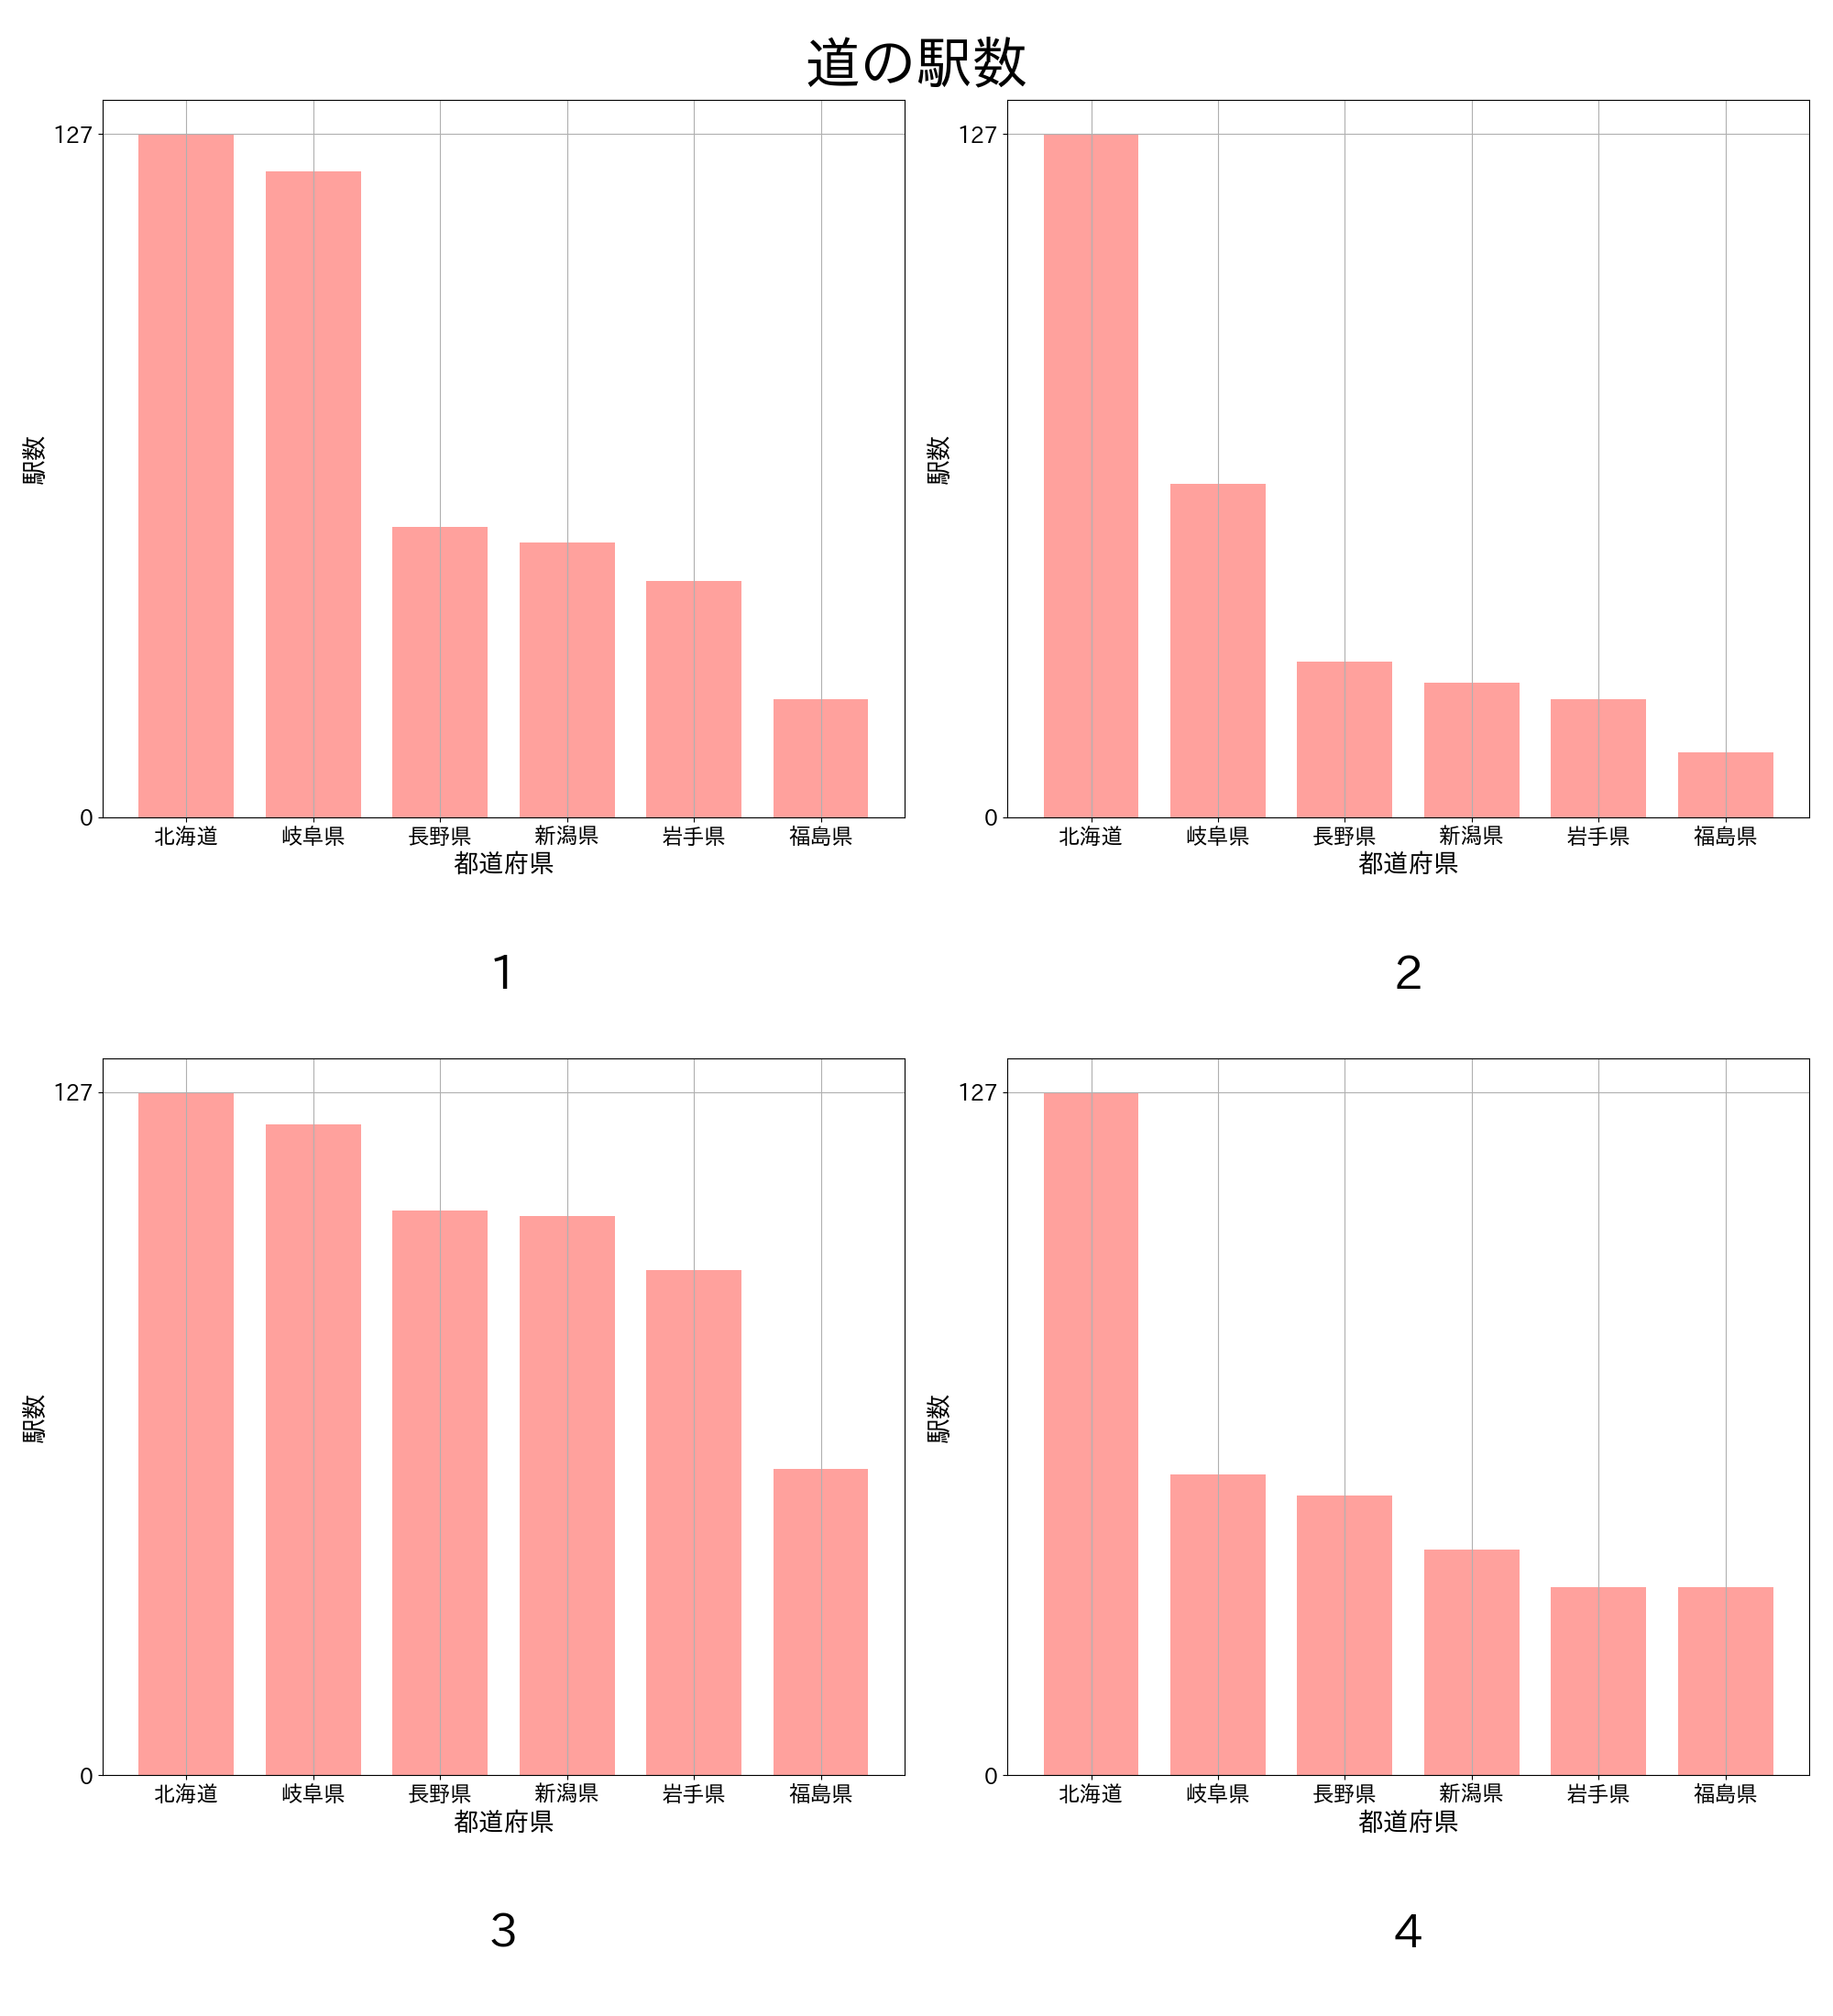 道の駅数
127
0
駅数
北海道 岐阜県 長野県 新潟県 岩手県 福島県
都道府県
1
127
0
駅数
北海道 岐阜県 長野県 新潟県 岩手県 福島県
都道府県
2
127
0
駅数
北海道 岐阜県 長野県 新潟県 岩手県 福島県
都道府県
3
127
0
駅数
北海道 岐阜県 長野県 新潟県 岩手県 福島県
都道府県
4